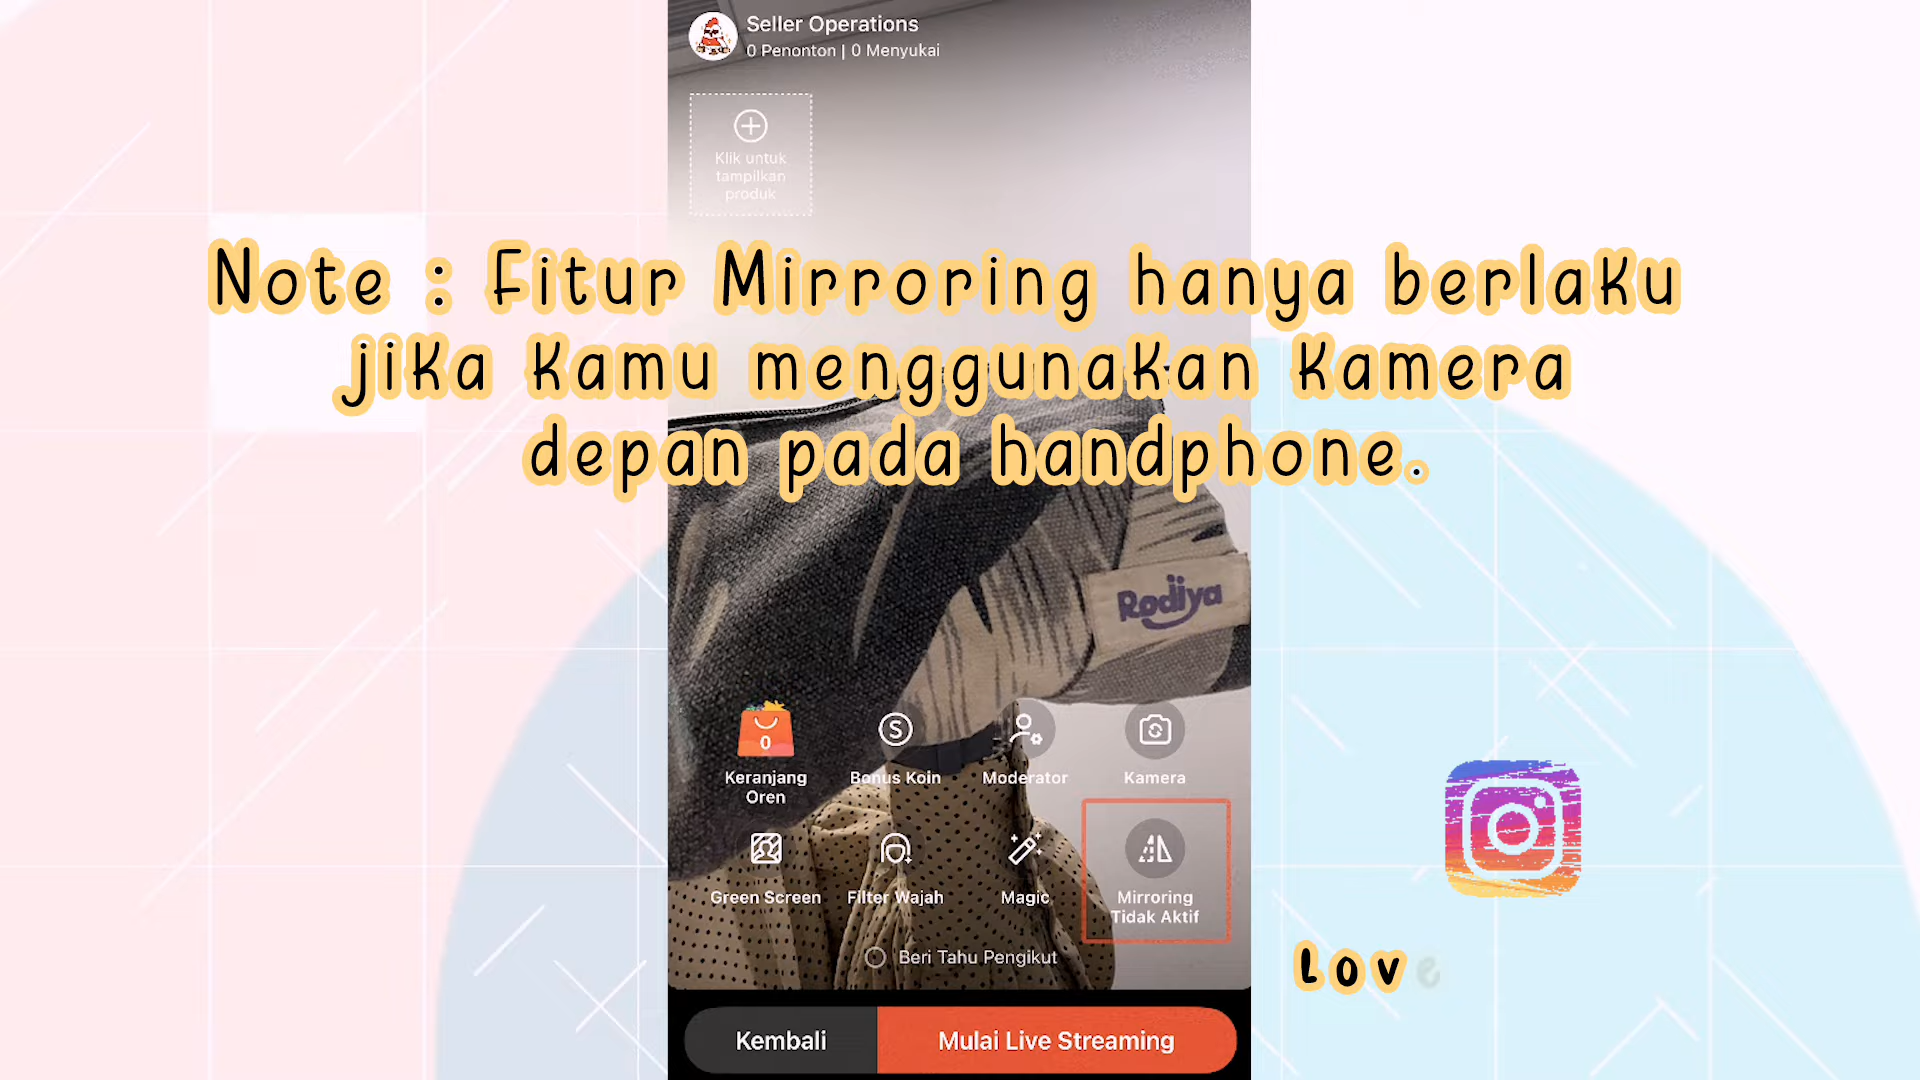 Seller Operations
0 Penonton | 0 Menyukai
Klik untuk
tampilkan
produk
Note : Fitur Mirroring hanya berlaku
jika kamu menggunakan kamera
depan pada handphone.
Rodiya
0
Keranjang
Oren
Bonus Koin
Moderator
Kamera
Green Screen
Filter Wajah
Magic
Mirroring
Tidak Aktif
Beri Tahu Pengikut
Love
Kembali
Mulai Live Streaming